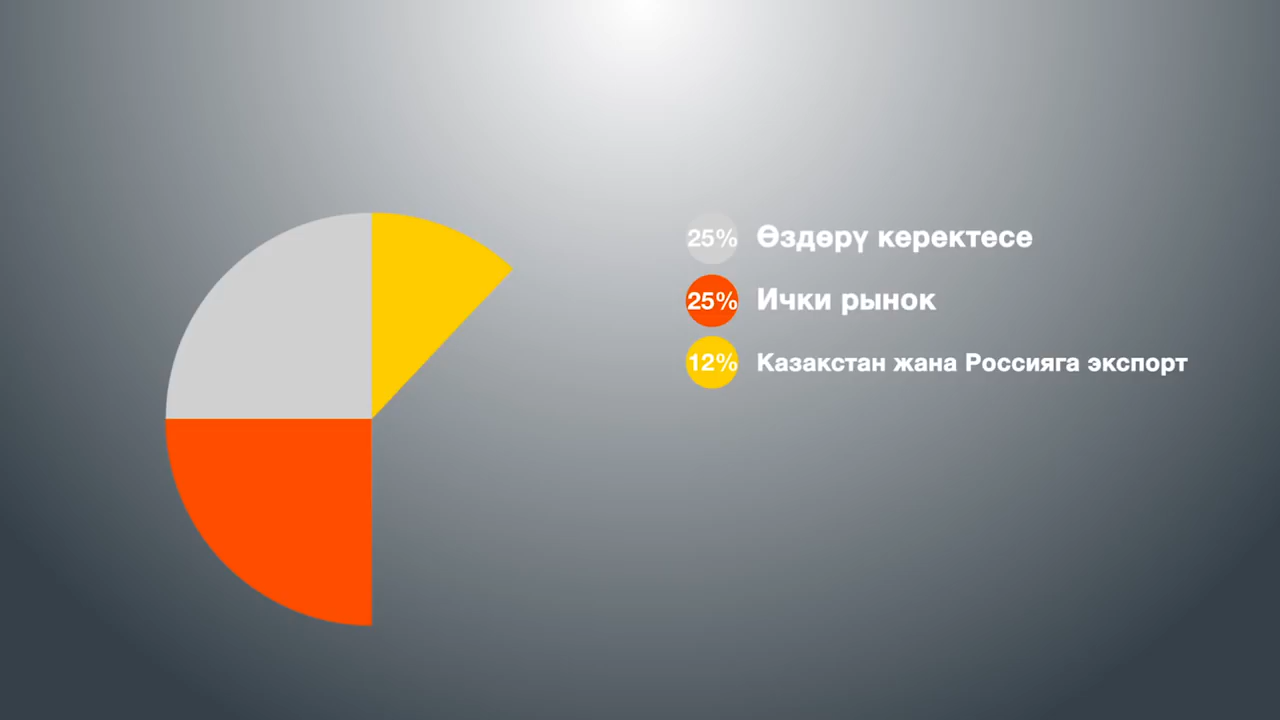 25% Өздөрү керектесе
25% Ички рынок
12% Казакстан жана Россияга экспорт